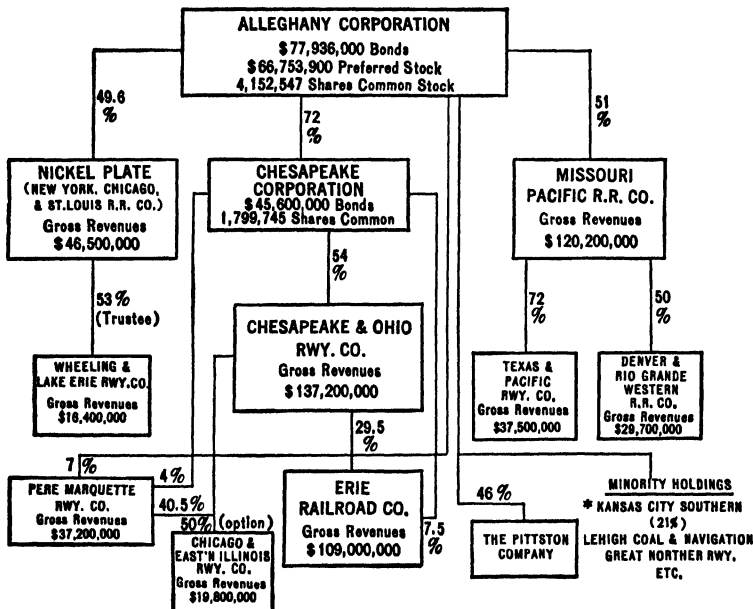 ALLEGHANY CORPORATION
$77,936,000 Bonds
$66,753,900 Preferred Stock
4,152,547 Shares Common Stock
49.6
%
72
%
51
%
NICKEL PLATE
(NEW YORK. CHICAGO,
& ST.LOUIS R.R. CO.)
Gross Revenues
$46,500,000
CHESAPEAKE
CORPORATION
$45,600,000 Bonds
1,799,745 Shares Common
MISSOURI
PACIFIC R.R. CO.
Gross Revenues
$120,200,000
53%
(Trustee)
54
%
72
%
50
%
WHEELING &
LAKE ERIE RWY.CO.
Gross Revenues
$16,400,000
CHESAPEAKE & OHIO
RWY. CO.
Gross Revenues
$137,200,000
TEXAS &
PACIFIC
RWY. CO.
Gross Revenues
$37,500,000
DENVER &
RIO GRANDE
WESTERN
R.R. CO.
Gross Revenues
$29,700,000
29.5
%
7%
4%
PERE MARQUETTE
RWY. CO.
Gross Revenues
$37,200,000
40.5%
50% (option)
CHICAGO &
EAST'N ILLINOIS
RWY. CO.
Gross Revenues
$19,800,000
ERIE
RAILROAD CO.
Gross Revenues
$109,000,000
7.5
%
46%
THE PITTSTON
COMPANY
MINORITY HOLDINGS
* KANSAS CITY SOUTHERN
(21%)
LEHIGH COAL & NAVIGATION
GREAT NORTHER RWY.
ETC.